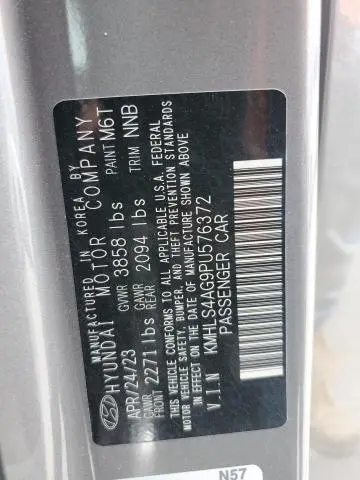 MANUFACTURED IN KOREA BY
HYUNDAI MOTOR COMPANY
APR/24/23 GVWR 3858 lbs PAINT M6T
GAWR FRONT 2271 lbs GAWR REAR 2094 lbs TRIM NNB
THIS VEHICLE CONFORMS TO ALL APPLICABLE U.S.A. FEDERAL
MOTOR VEHICLE SAFETY, BUMPER, AND THEFT PREVENTION STANDARDS
IN EFFECT ON THE DATE OF MANUFACTURE SHOWN ABOVE
V.I.N KMHLS4AG9PU576372
PASSENGER CAR
N57